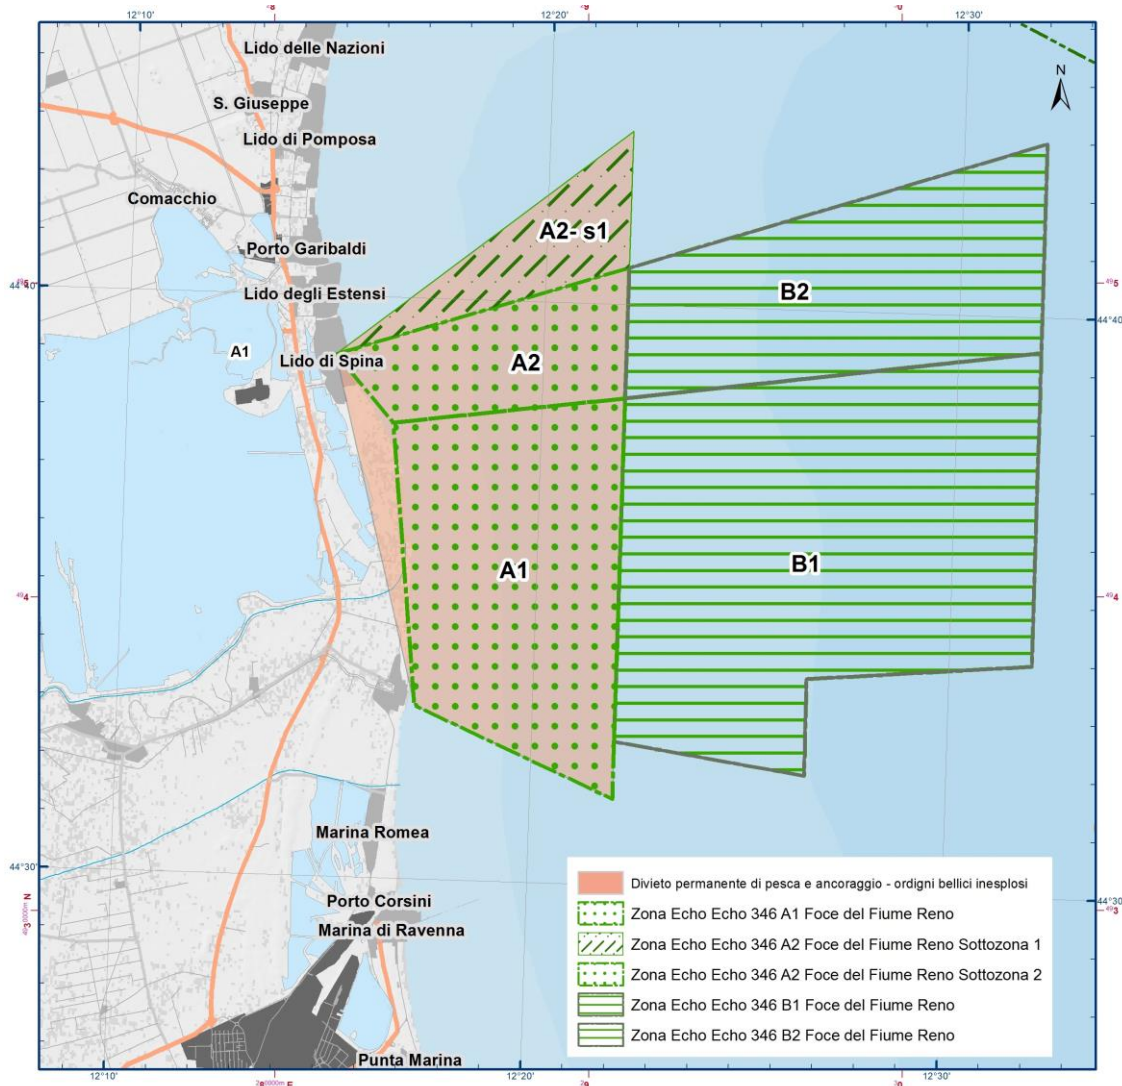 12°10'
12°20'
12°30'
Lido delle Nazioni
N
S. Giuseppe
Lido di Pomposa
Comacchio
A2- s1
Porto Garibaldi
44°40'
Lido degli Estensi
B2
44°40'
A1
Lido di Spina
A2
A1
B1
Marina Romea
44°30'
Divieto permanente di pesca e ancoraggio - ordigni bellici inesplosi
Porto Corsini
Zona Echo Echo 346 A1 Foce del Fiume Reno
44°30'
Marina di Ravenna
Zona Echo Echo 346 A2 Foce del Fiume Reno Sottozona 1
Zona Echo Echo 346 A2 Foce del Fiume Reno Sottozona 2
Zona Echo Echo 346 B1 Foce del Fiume Reno
Zona Echo Echo 346 B2 Foce del Fiume Reno
Punta Marina
12°10'
12°20'
12°30'